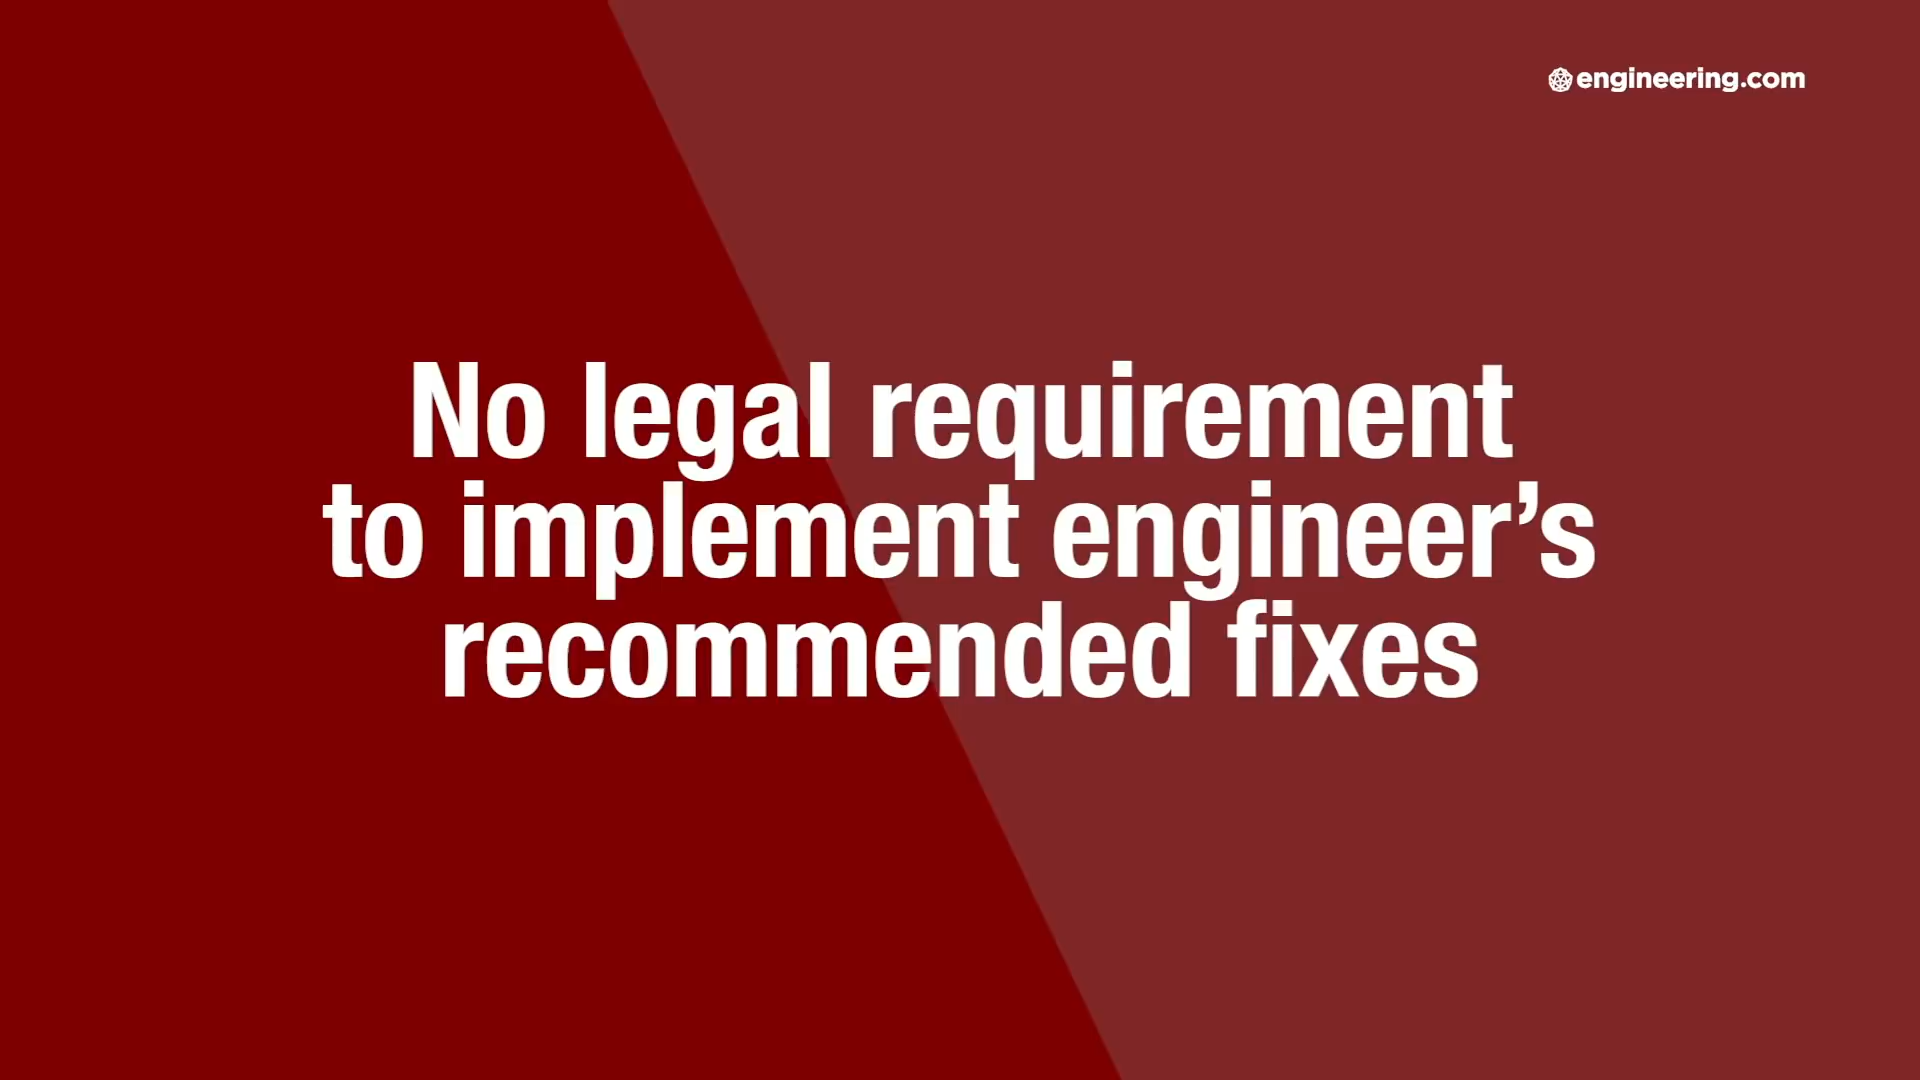 engineering.com
No legal requirement
to implement engineer’s
recommended fixes